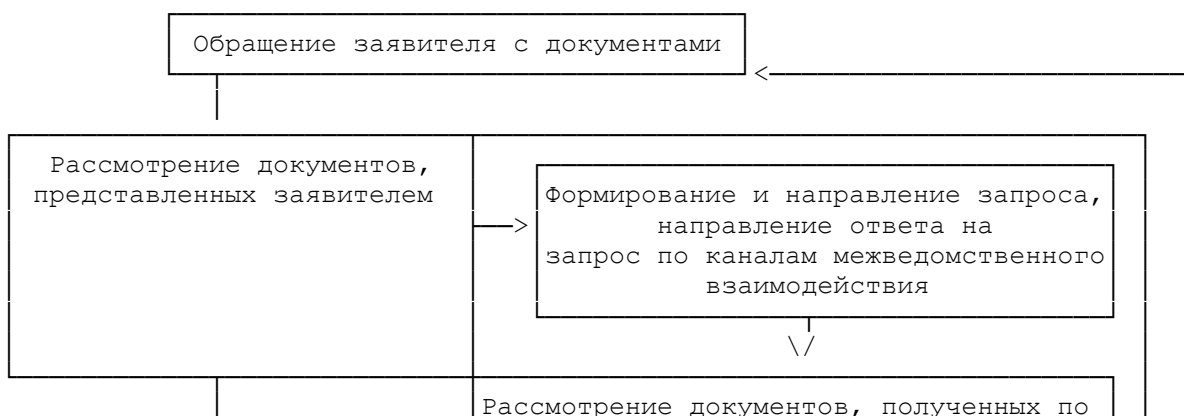 Обращение заявителя с документами
Рассмотрение документов,
представленных заявителем
Формирование и направление запроса,
направление ответа на
запрос по каналам межведомственного
взаимодействия
Рассмотрение документов, полученных по